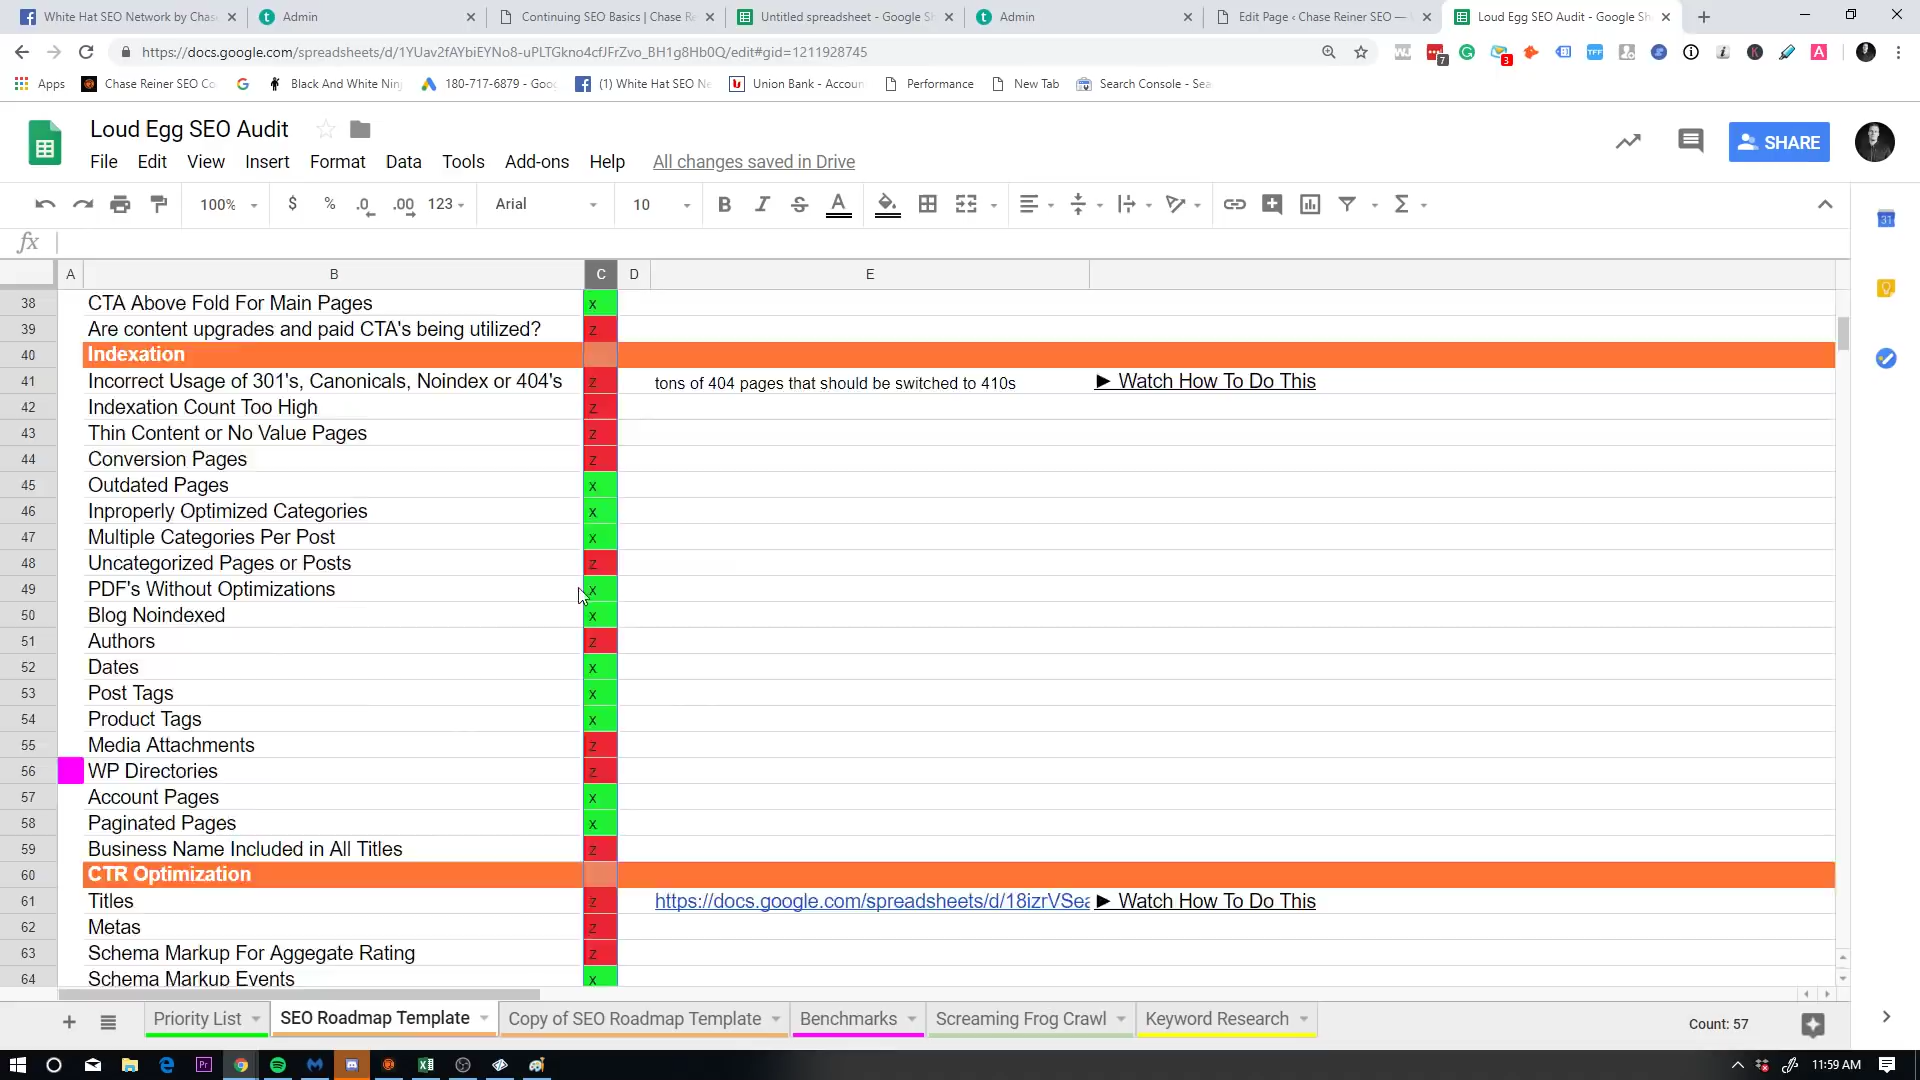 White Hat SEO Network by Chas
Admin
Continuing SEO Basics | Chase Re
Untitled spreadsheet - Google Sh
Admin
Edit Page ‹ Chase Reiner SEO —
Loud Egg SEO Audit - Google Sh
https://docs.google.com/spreadsheets/d/1YUav2fAYbiEYNo8-uPLTGkno4cfJFrZvo_BH1g8Hb0Q/edit#gid=1211928745
7
3
Apps
Chase Reiner SEO Co
Black And White Ninj
180-717-6879 - Goog
(1) White Hat SEO Ne
Union Bank - Accoun
Performance
New Tab
Search Console - Sea
Loud Egg SEO Audit
File Edit View Insert Format Data Tools Add-ons Help All changes saved in Drive
SHARE
100% $ % .0 .00 123 Arial 10 B I S A
fx
A B C D E
38 CTA Above Fold For Main Pages x
39 Are content upgrades and paid CTA's being utilized? z
40 Indexation
41 Incorrect Usage of 301's, Canonicals, Noindex or 404's z tons of 404 pages that should be switched to 410s ► Watch How To Do This
42 Indexation Count Too High z
43 Thin Content or No Value Pages z
44 Conversion Pages z
45 Outdated Pages x
46 Inproperly Optimized Categories x
47 Multiple Categories Per Post x
48 Uncategorized Pages or Posts z
49 PDF's Without Optimizations x
50 Blog Noindexed x
51 Authors z
52 Dates x
53 Post Tags x
54 Product Tags x
55 Media Attachments z
56 WP Directories z
57 Account Pages x
58 Paginated Pages x
59 Business Name Included in All Titles z
60 CTR Optimization
61 Titles z https://docs.google.com/spreadsheets/d/18izrVSea ► Watch How To Do This
62 Metas z
63 Schema Markup For Aggegate Rating z
64 Schema Markup Events x
Priority List
SEO Roadmap Template
Copy of SEO Roadmap Template
Benchmarks
Screaming Frog Crawl
Keyword Research
Count: 57
11:59 AM